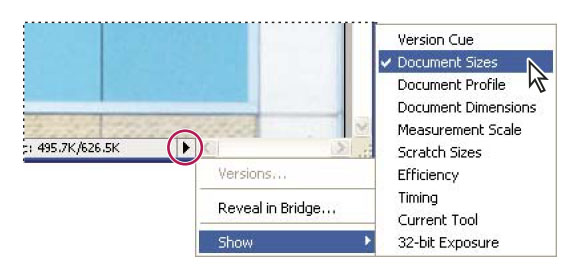 Version Cue
Document Sizes
Document Profile
Document Dimensions
Measurement Scale
Scratch Sizes
Efficiency
Timing
Current Tool
32-bit Exposure
: 495.7K/626.5K
Versions...
Reveal in Bridge...
Show